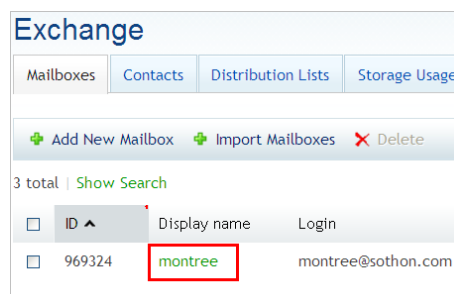 Exchange
Mailboxes Contacts Distribution Lists Storage Usage
Add New Mailbox Import Mailboxes Delete
3 total | Show Search
ID Display name Login
969324 montree montree@sothon.com